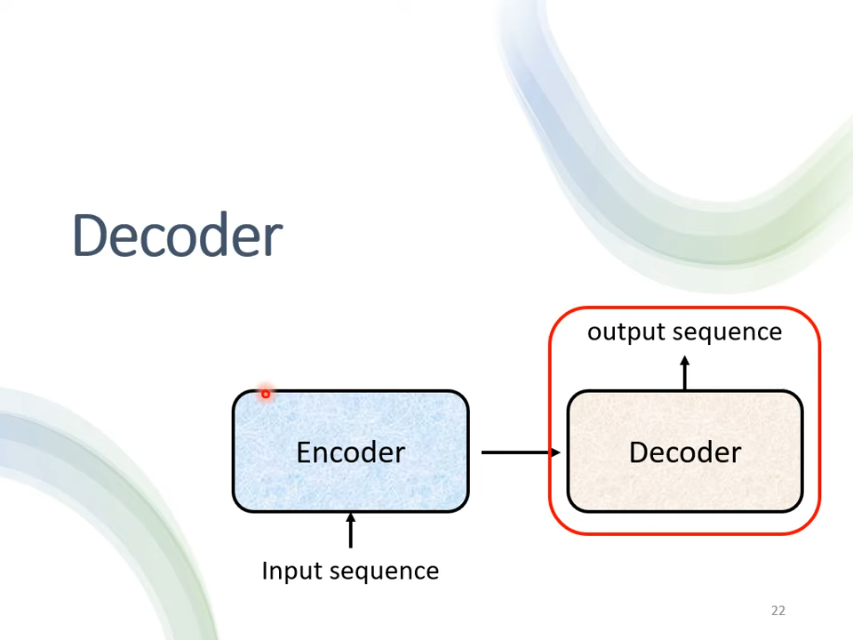 Decoder
output sequence
Encoder
Decoder
Input sequence
22